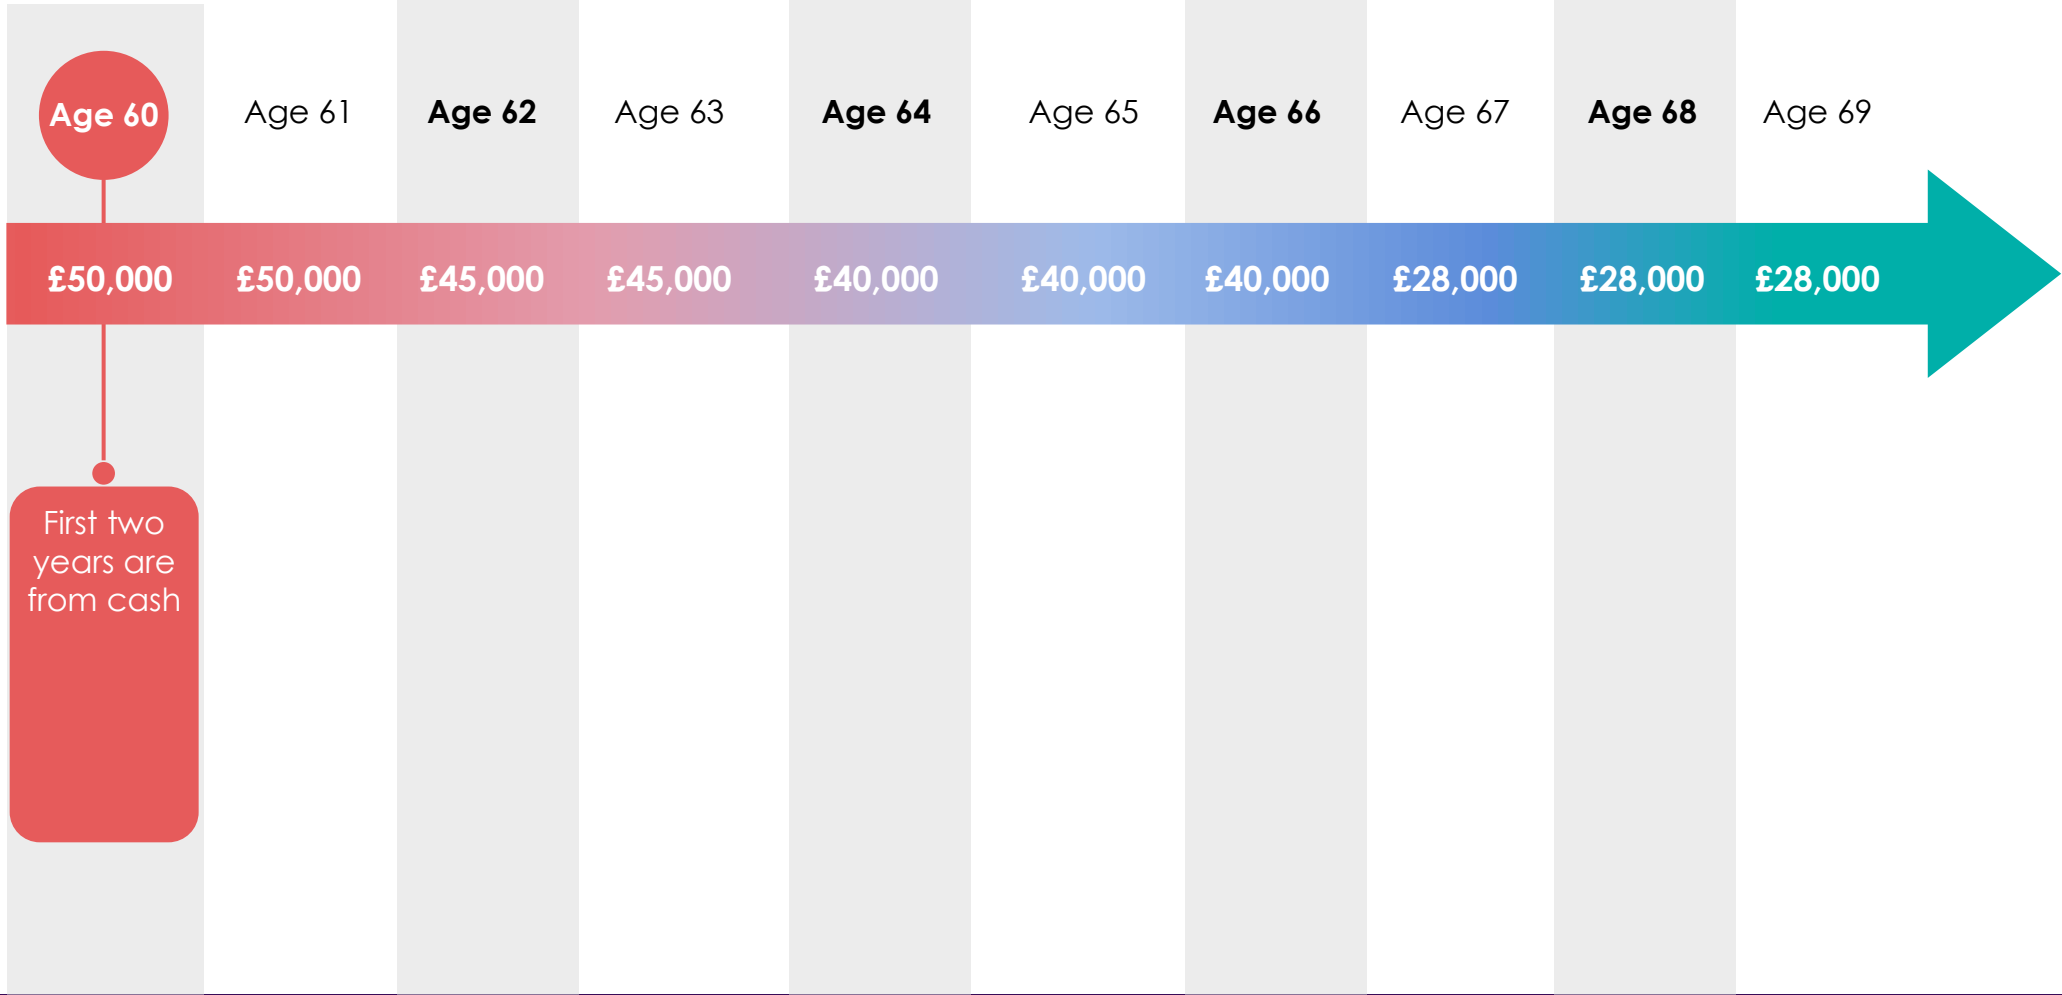 Age 60 Age 61 Age 62 Age 63 Age 64 Age 65 Age 66 Age 67 Age 68 Age 69
£50,000 £50,000 £45,000 £45,000 £40,000 £40,000 £40,000 £28,000 £28,000 £28,000
First two
years are
from cash